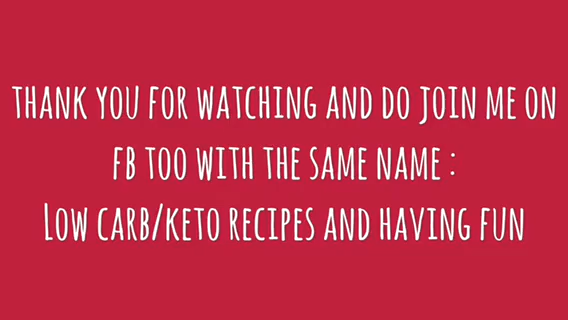 THANK YOU FOR WATCHING AND DO JOIN ME ON
FB TOO WITH THE SAME NAME :
LOW CARB/KETO RECIPES AND HAVING FUN